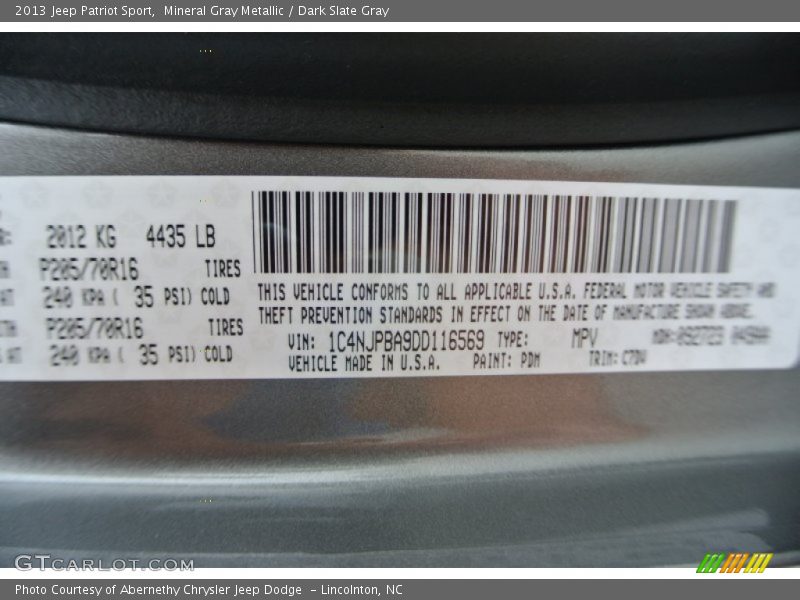 2013 Jeep Patriot Sport,  Mineral Gray Metallic / Dark Slate Gray
2012 KG 4435 LB
P205/70R16 TIRES
240 KPA ( 35 PSI) COLD
P205/70R16 TIRES
240 KPA ( 35 PSI) COLD
THIS VEHICLE CONFORMS TO ALL APPLICABLE U.S.A. FEDERAL MOTOR VEHICLE SAFETY AND
THEFT PREVENTION STANDARDS IN EFFECT ON THE DATE OF MANUFACTURE SHOWN ABOVE.
VIN: 1C4NJPBA9DD116569 TYPE: MPV
VEHICLE MADE IN U.S.A. PAINT: PDM TRIM: C7DV
GTCARLOT.COM
Photo Courtesy of Abernethy Chrysler Jeep Dodge  – Lincolnton, NC